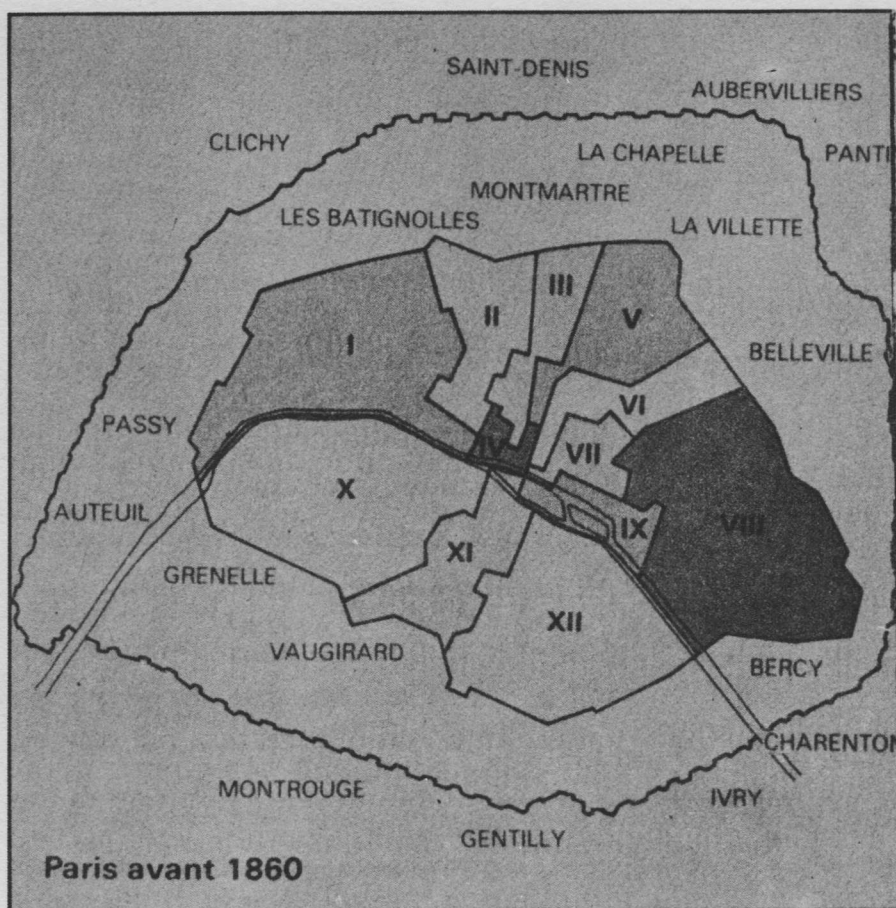 SAINT-DENIS
AUBERVILLIERS
CLICHY
LA CHAPELLE
PANTI
MONTMARTRE
LES BATIGNOLLES
LA VILLETTE
III
II
V
I
BELLEVILLE
VI
PASSY
IV
VII
X
AUTEUIL
IX
VIII
XI
GRENELLE
XII
VAUGIRARD
BERCY
CHARENTON
MONTROUGE
IVRY
GENTILLY
Paris avant 1860